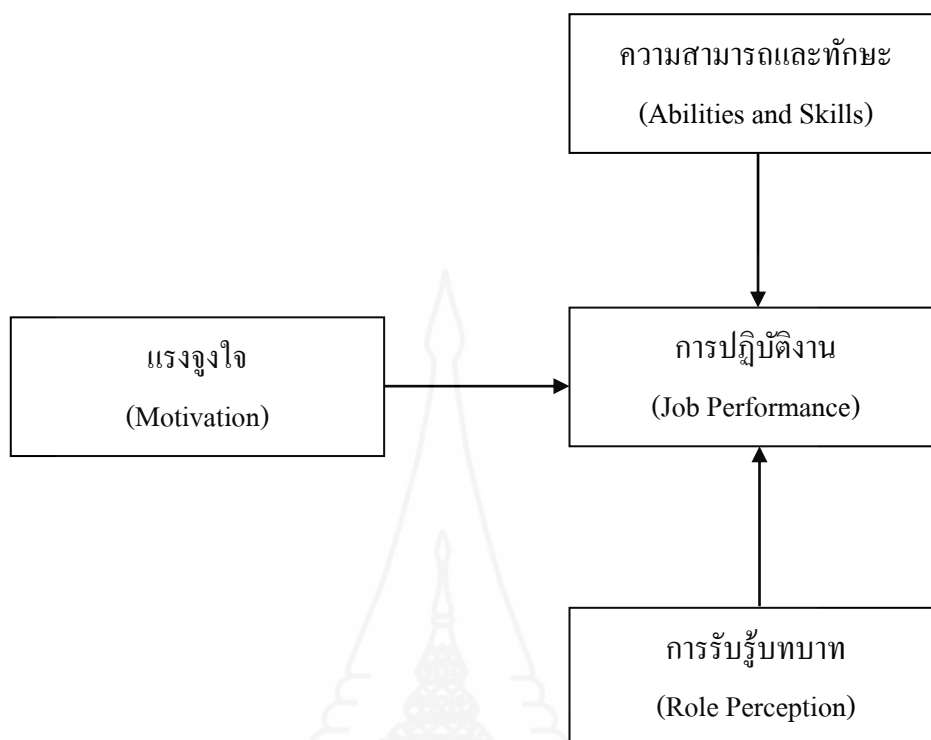 ความสามารถและทักษะ
(Abilities and Skills)
แรงจูงใจ
(Motivation)
การปฏิบัติงาน
(Job Performance)
การรับรู้บทบาท
(Role Perception)